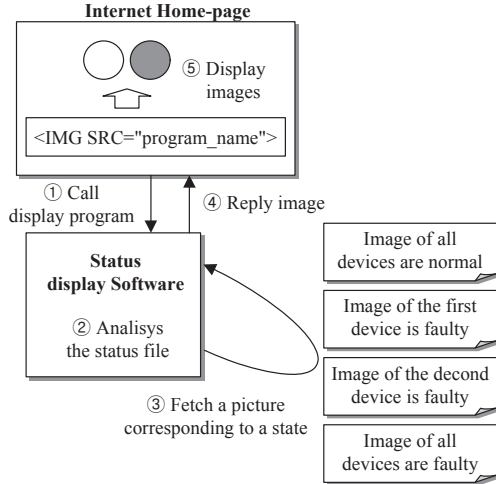 Internet Home-page
⑤ Display
images
<IMG SRC="program_name">
① Call
display program
④ Reply image
Status
display Software
② Analisys
the status file
③ Fetch a picture
corresponding to a state
Image of all
devices are normal
Image of the first
device is faulty
Image of the decond
device is faulty
Image of all
devices are faulty